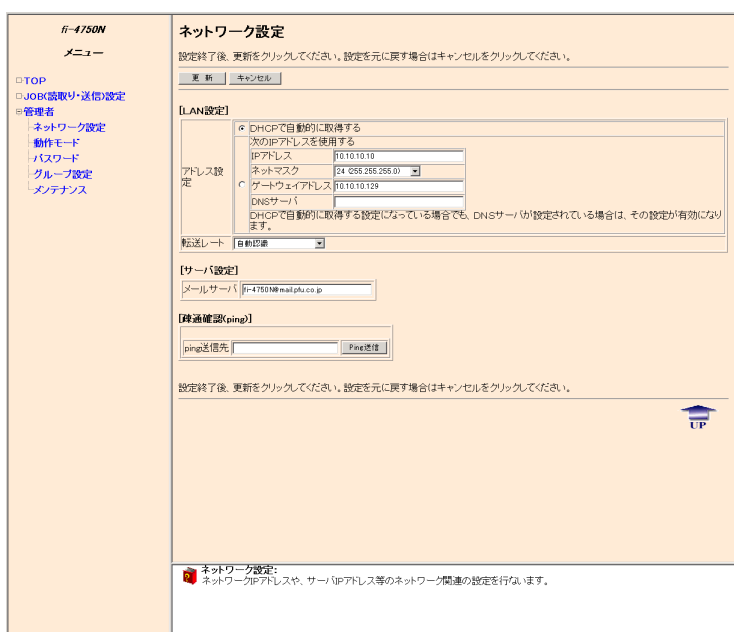 fi-4750N
メニュー
TOP
JOB(読取り・送信)設定
管理者
ネットワーク設定
動作モード
パスワード
グループ設定
メンテナンス
ネットワーク設定
設定終了後、更新をクリックしてください。設定を元に戻す場合はキャンセルをクリックしてください。
更 新 キャンセル
[LAN設定]
アドレス設定
DHCPで自動的に取得する
次のIPアドレスを使用する
IPアドレス 10.10.10.10
ネットマスク 24 (255.255.255.0)
ゲートウェイアドレス 10.10.10.129
DNSサーバ
DHCPで自動的に取得する設定になっている場合でも、DNSサーバが設定されている場合は、その設定が有効になり
ます。
転送レート 自動認識
[サーバ設定]
メールサーバ fi-4750N@mail.pfu.co.jp
[疎通確認(ping)]
ping送信先 Ping送信
設定終了後、更新をクリックしてください。設定を元に戻す場合はキャンセルをクリックしてください。
UP
ネットワーク設定:
ネットワークIPアドレスや、サーバIPアドレス等のネットワーク関連の設定を行ないます。